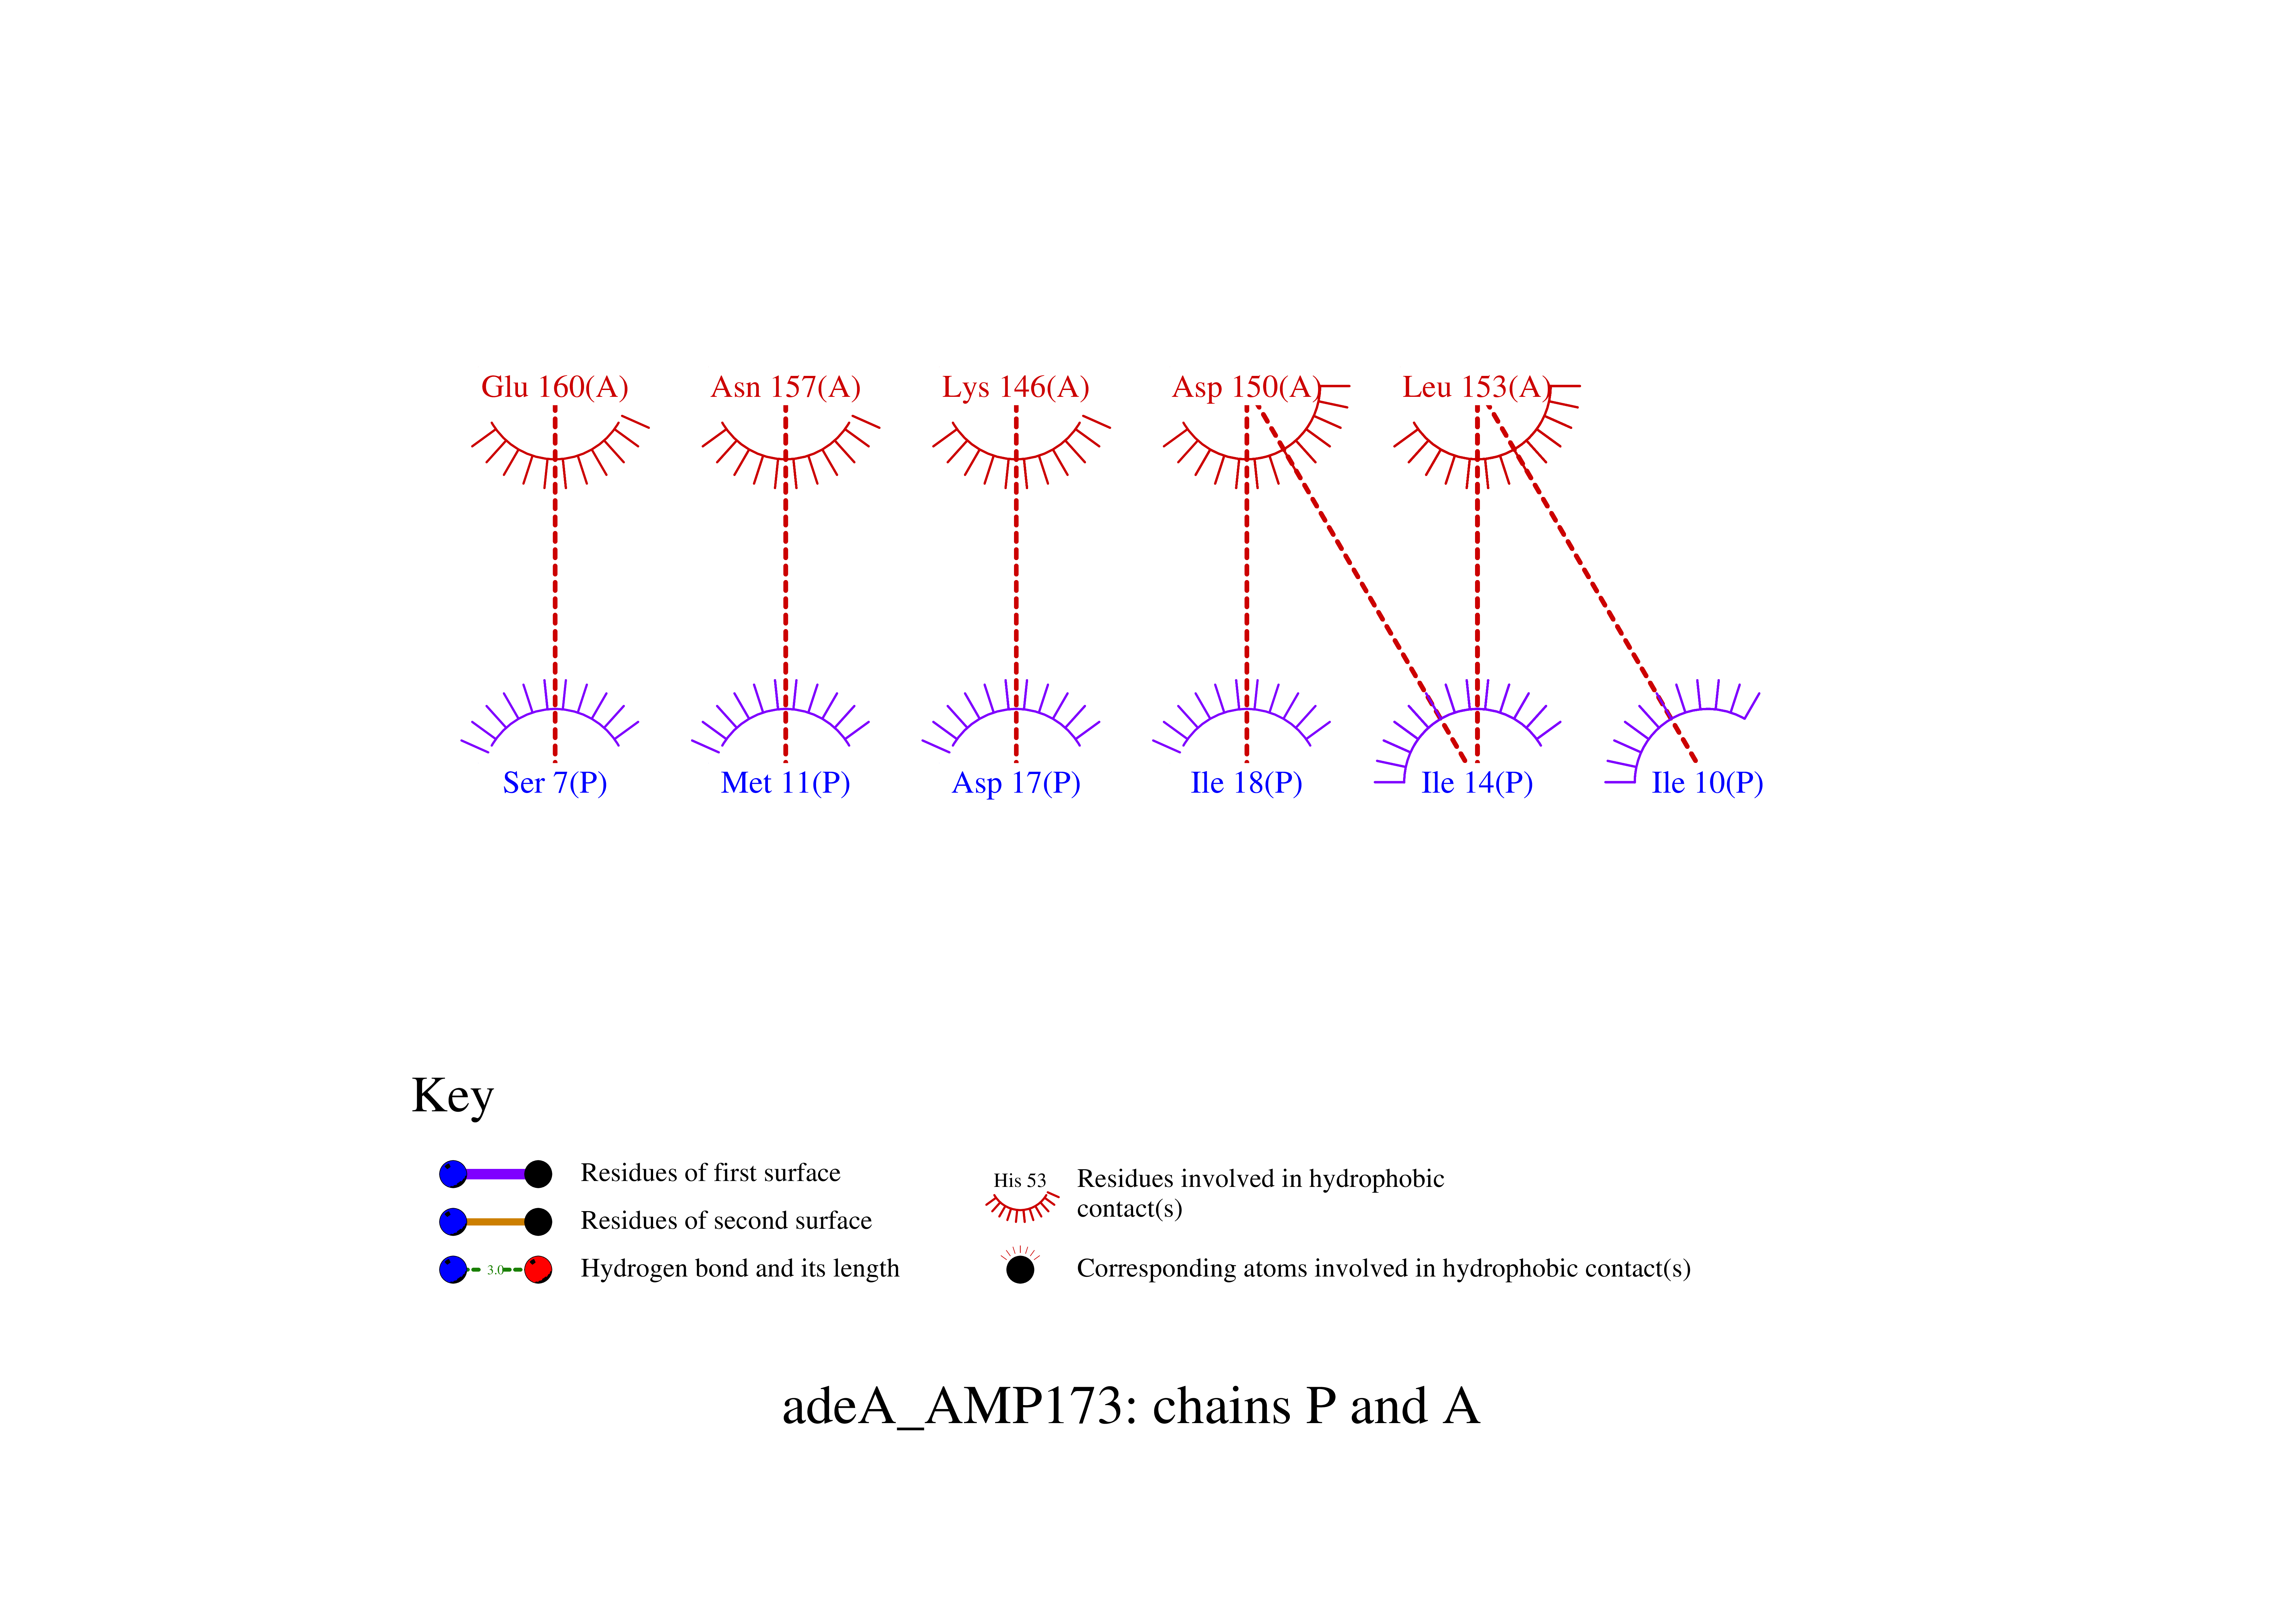 Glu 160(A) Asn 157(A) Lys 146(A) Asp 150(A) Leu 153(A)
Ser 7(P) Met 11(P) Asp 17(P) Ile 18(P) Ile 14(P) Ile 10(P)
Key
Residues of first surface
Residues of second surface
3.0 Hydrogen bond and its length
His 53 Residues involved in hydrophobic
contact(s)
Corresponding atoms involved in hydrophobic contact(s)
adeA_AMP173: chains P and A